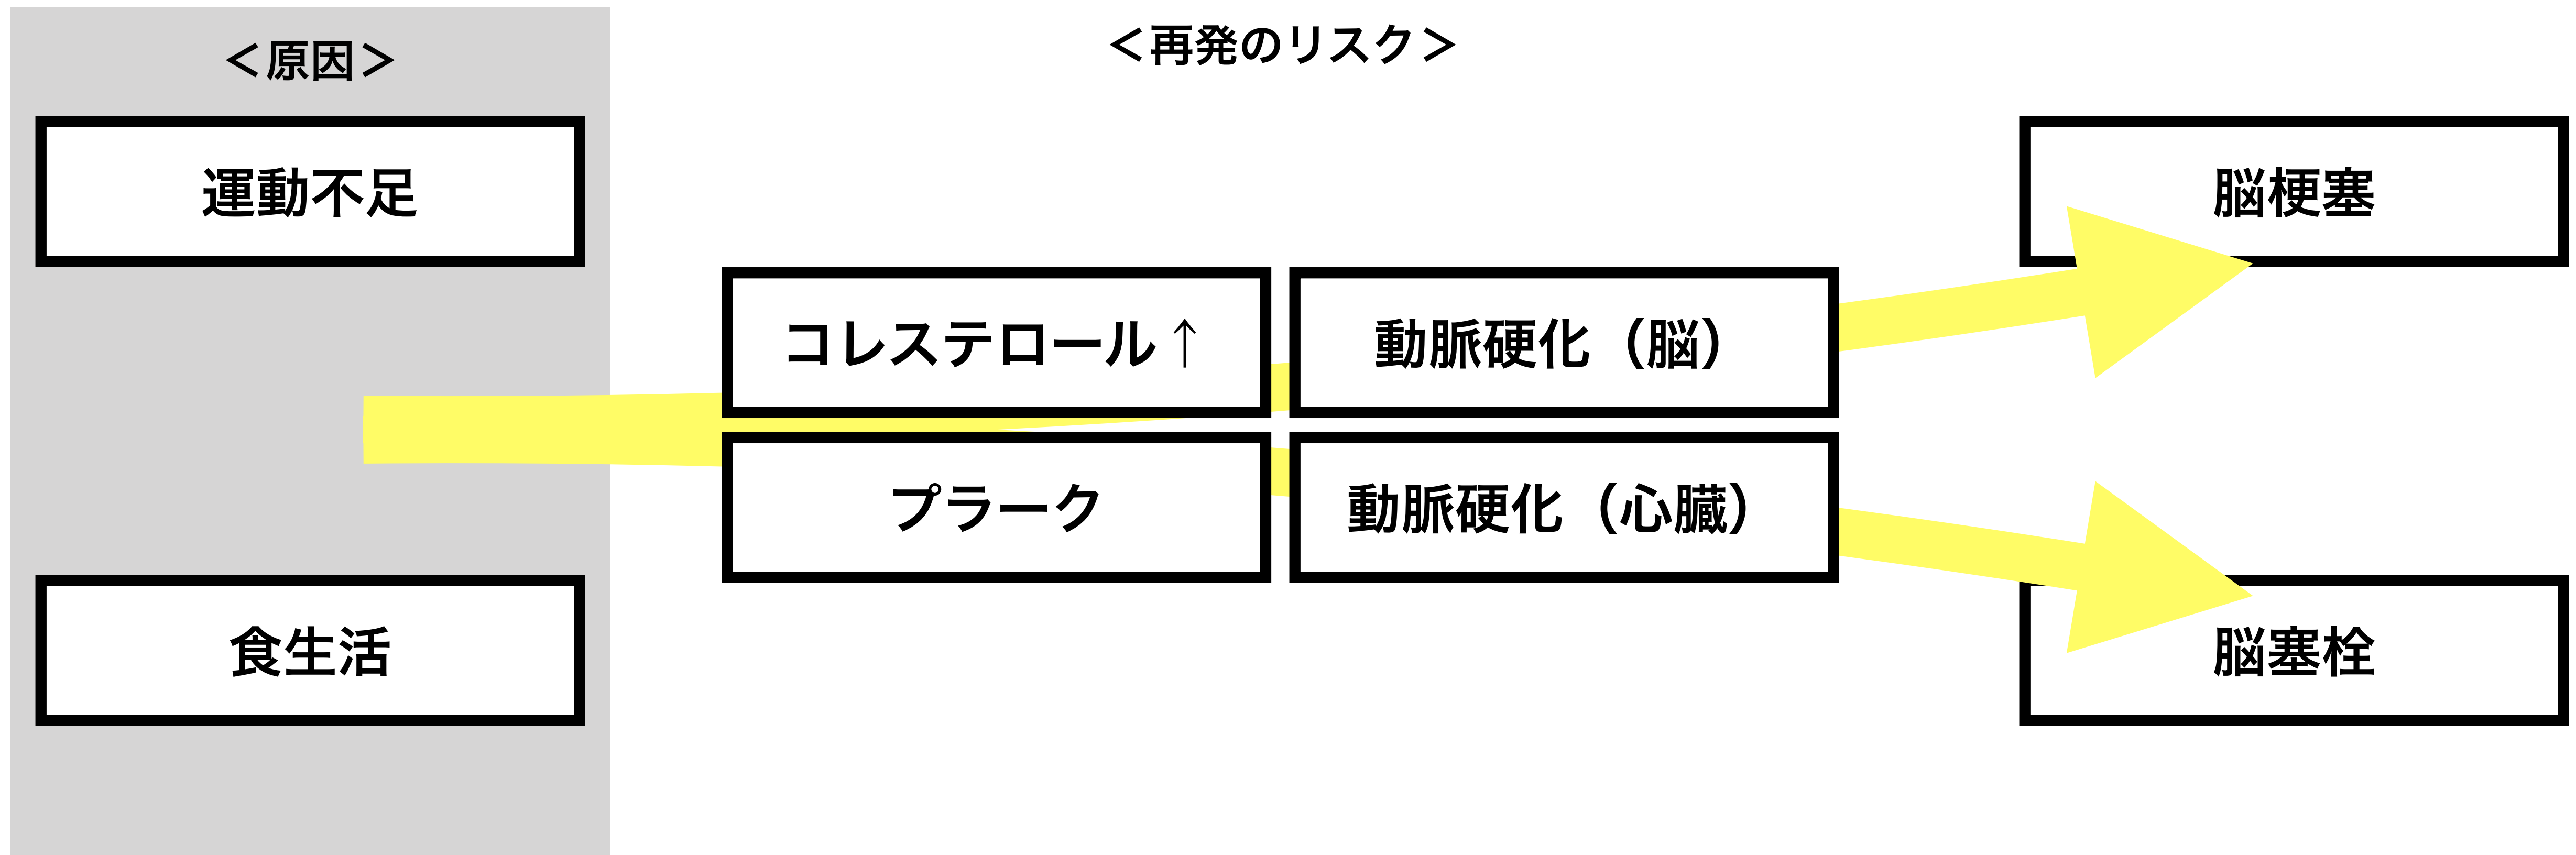 ＜原因＞
＜再発のリスク＞
運動不足
脳梗塞
コレステロール↑
動脈硬化（脳）
プラーク
動脈硬化（心臓）
食生活
脳塞栓